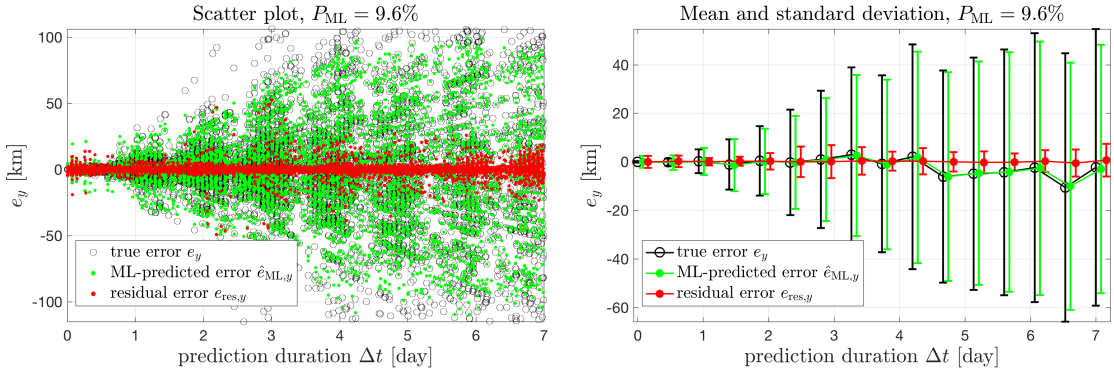 Scatter plot, P_ML = 9.6%
100
50
0
-50
-100
e_y [km]
true error e_y
ML-predicted error ê_ML,y
residual error e_res,y
0 1 2 3 4 5 6 7
prediction duration Δt [day]
Mean and standard deviation, P_ML = 9.6%
40
20
0
-20
-40
-60
e_y [km]
true error e_y
ML-predicted error ê_ML,y
residual error e_res,y
0 1 2 3 4 5 6 7
prediction duration Δt [day]